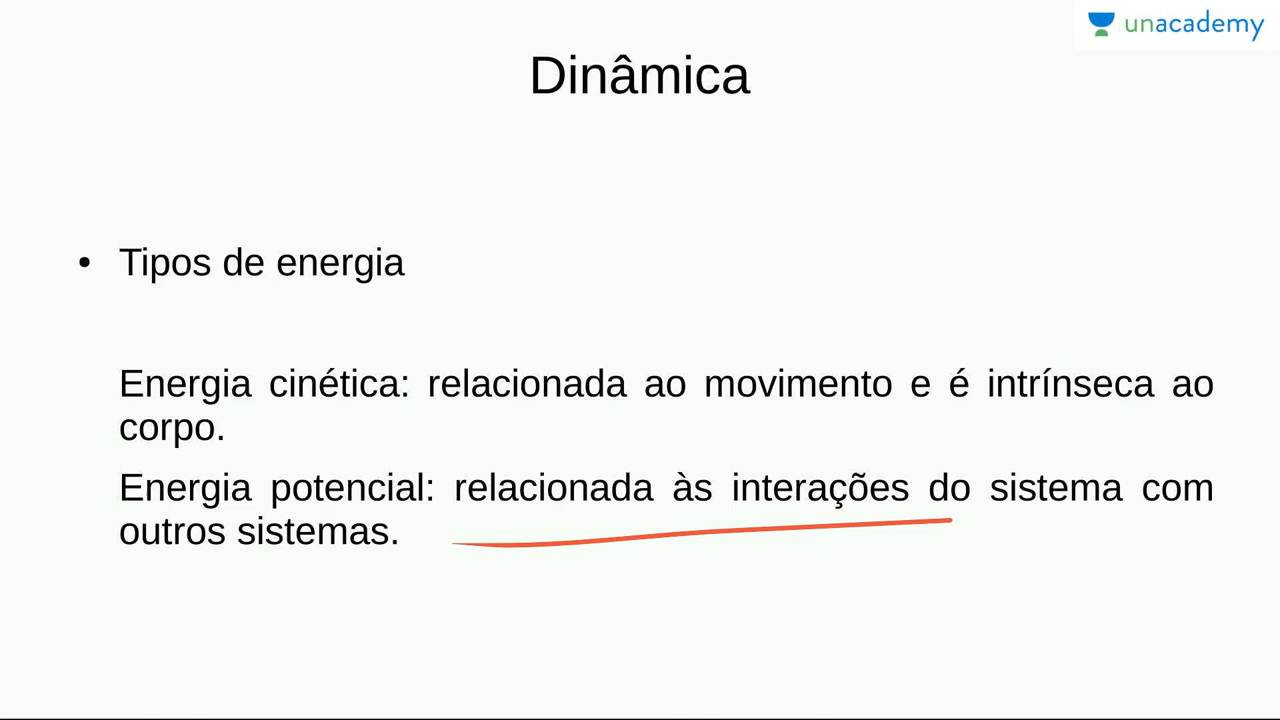 unacademy
Dinâmica
• Tipos de energia
Energia cinética: relacionada ao movimento e é intrínseca ao
corpo.
Energia potencial: relacionada às interações do sistema com
outros sistemas.